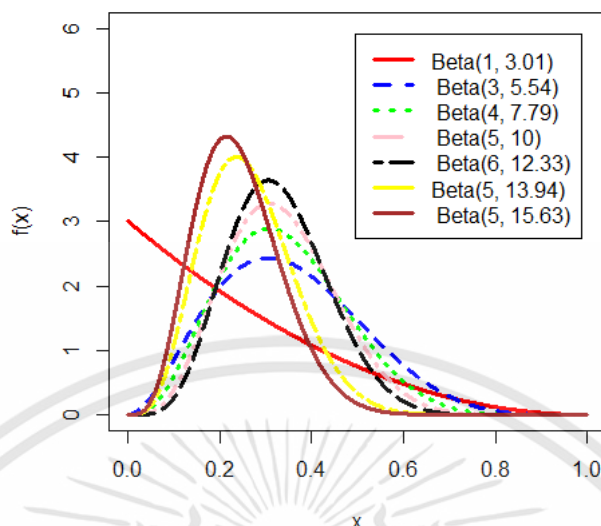 6
5
4
3
2
1
0
f(x)
Beta(1, 3.01)
Beta(3, 5.54)
Beta(4, 7.79)
Beta(5, 10)
Beta(6, 12.33)
Beta(5, 13.94)
Beta(5, 15.63)
0.0 0.2 0.4 0.6 0.8 1.0
x